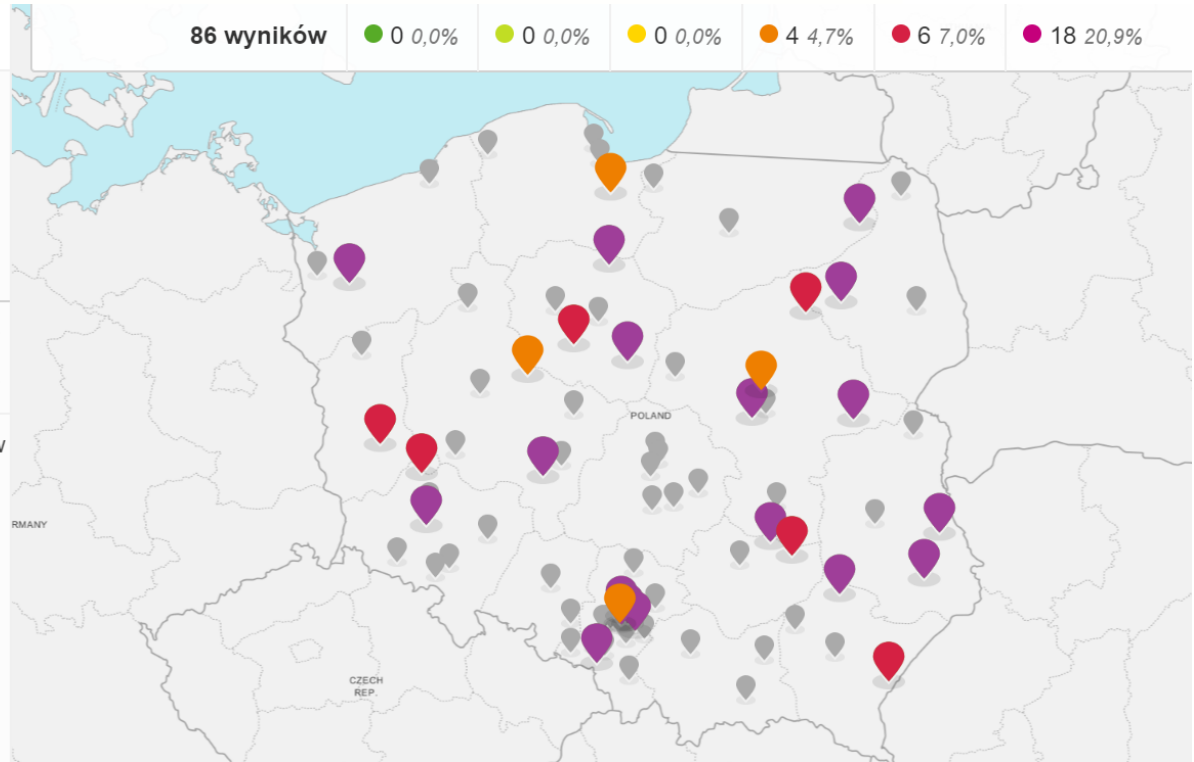 86 wyników 0 0,0% 0 0,0% 0 0,0% 4 4,7% 6 7,0% 18 20,9%
POLAND
RMANY
CZECH
REP.